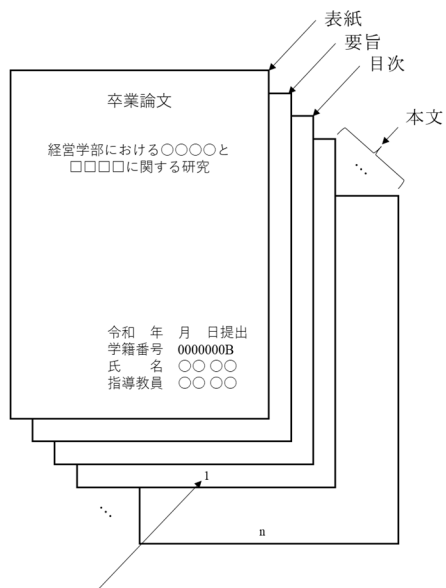 表紙
要旨
目次
本文
卒業論文
経営学部における○○○○と
□□□□に関する研究
令和　年　月　日提出
学籍番号　0000000B
氏　　名　○○ ○○
指導教員　○○ ○○
1
n